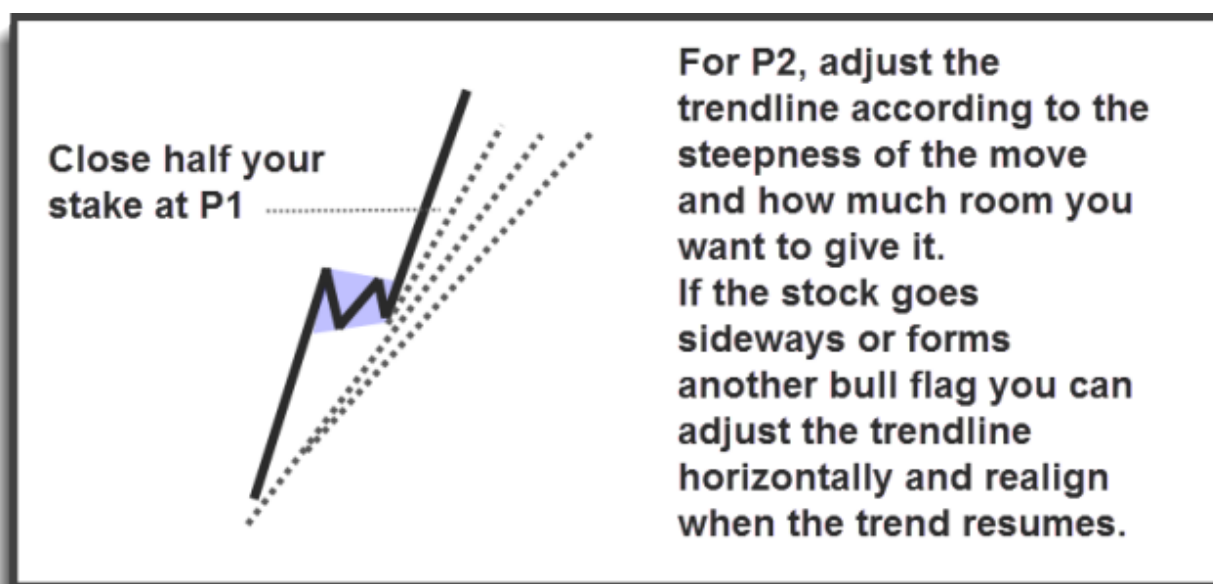 Close half your
stake at P1
For P2, adjust the
trendline according to the
steepness of the move
and how much room you
want to give it.
If the stock goes
sideways or forms
another bull flag you can
adjust the trendline
horizontally and realign
when the trend resumes.